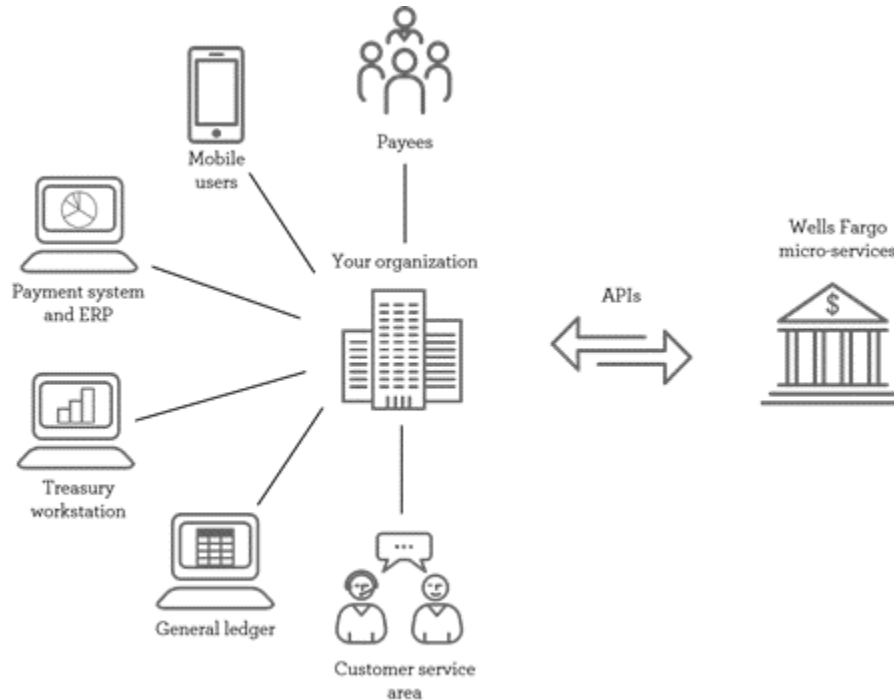 Payees
Mobile
users
Your organization
Wells Fargo
micro-services
Payment system
and ERP
APIs
$
Treasury
workstation
General ledger
...
Customer service
area